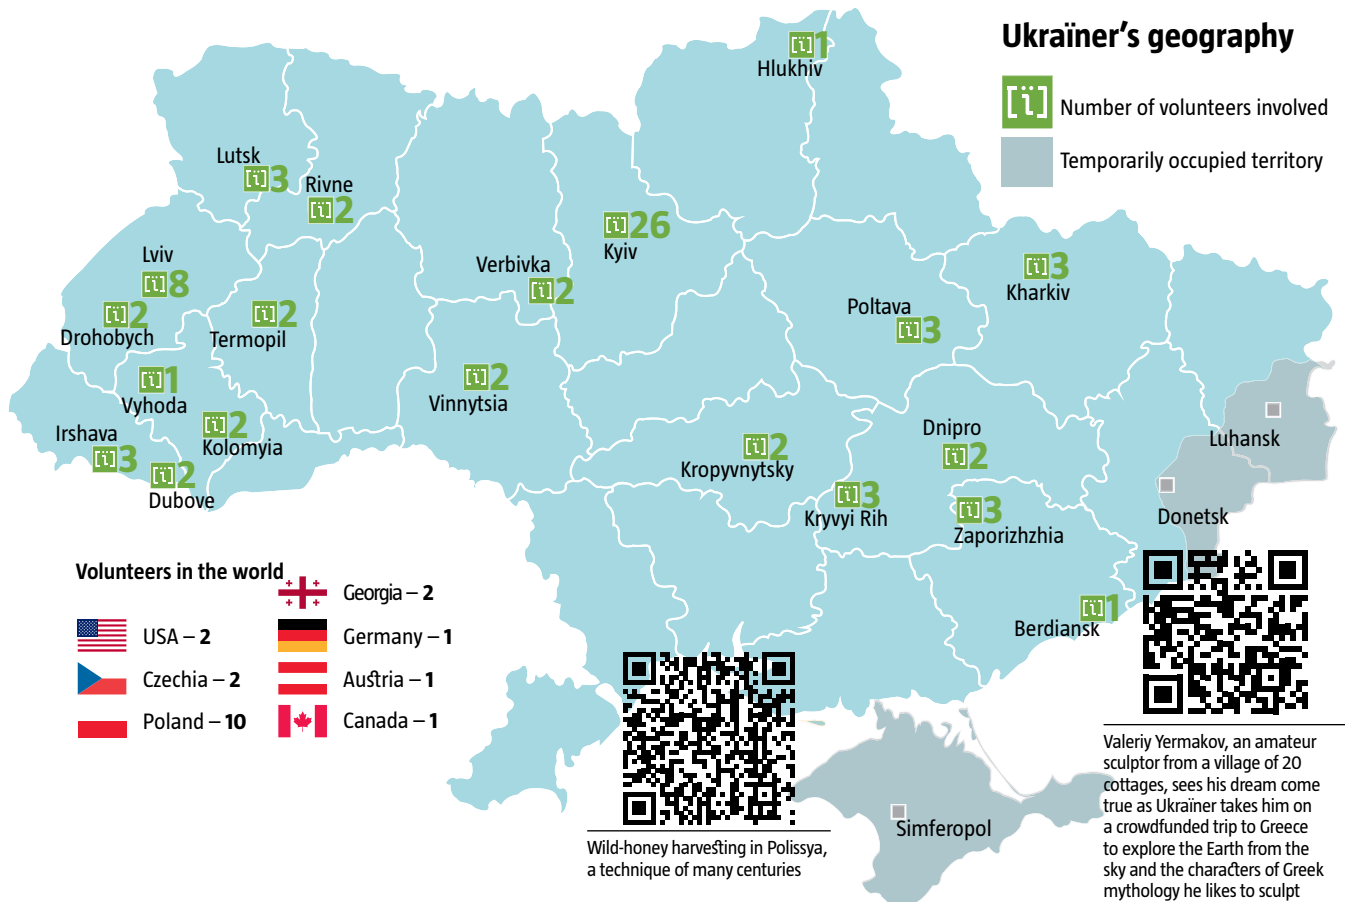 Ukraïner's geography
[ï] Number of volunteers involved
Temporarily occupied territory
[ï] 1
Hlukhiv
Lutsk
[ï] 3
Rivne
[ï] 2
[ï] 26
Kyiv
Lviv
[ï] 8
Verbivka
[ï] 2
[ï] 3
Kharkiv
[ï] 2
Drohobych
[ï] 2
Termopil
Poltava
[ï] 3
[ï] 1
Vyhoda
[ï] 2
Vinnytsia
[ï] 2
Kolomyia
Irshava
[ï] 3
[ï] 2
Dubove
[ï] 2
Kropyvnytsky
Dnipro
[ï] 2
Luhansk
[ï] 3
Kryvyi Rih
[ï] 3
Zaporizhzhia
Donetsk
[ï] 1
Berdiansk
Simferopol
Volunteers in the world
USA – 2
Czechia – 2
Poland – 10
Georgia – 2
Germany – 1
Austria – 1
Canada – 1
Wild-honey harvesting in Polissya,
a technique of many centuries
Valeriy Yermakov, an amateur
sculptor from a village of 20
cottages, sees his dream come
true as Ukraïner takes him on
a crowdfunded trip to Greece
to explore the Earth from the
sky and the characters of Greek
mythology he likes to sculpt